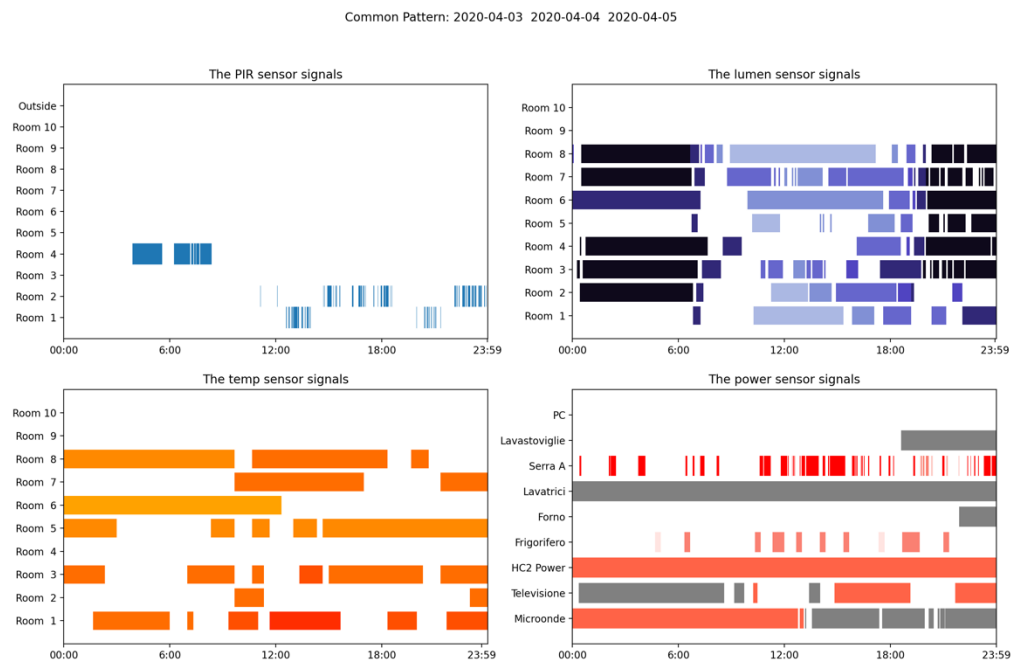 Common Pattern: 2020-04-03  2020-04-04  2020-04-05
The PIR sensor signals
Outside
Room 10
Room  9
Room  8
Room  7
Room  6
Room  5
Room  4
Room  3
Room  2
Room  1
00:00 6:00 12:00 18:00 23:59
The lumen sensor signals
Room 10
Room  9
Room  8
Room  7
Room  6
Room  5
Room  4
Room  3
Room  2
Room  1
00:00 6:00 12:00 18:00 23:59
The temp sensor signals
Room 10
Room  9
Room  8
Room  7
Room  6
Room  5
Room  4
Room  3
Room  2
Room  1
00:00 6:00 12:00 18:00 23:59
The power sensor signals
PC
Lavastoviglie
Serra A
Lavatrici
Forno
Frigorifero
HC2 Power
Televisione
Microonde
00:00 6:00 12:00 18:00 23:59